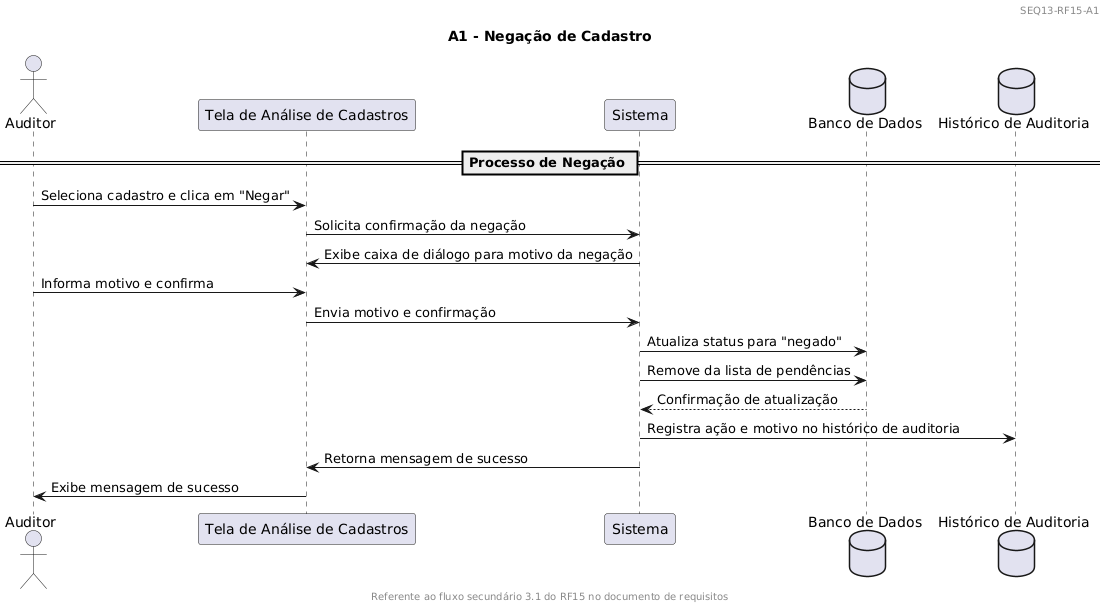 SEQ13-RF15-A1
A1 - Negação de Cadastro
Auditor
Tela de Análise de Cadastros
Sistema
Banco de Dados
Histórico de Auditoria
Processo de Negação
Seleciona cadastro e clica em "Negar"
Solicita confirmação da negação
Exibe caixa de diálogo para motivo da negação
Informa motivo e confirma
Envia motivo e confirmação
Atualiza status para "negado"
Remove da lista de pendências
Confirmação de atualização
Registra ação e motivo no histórico de auditoria
Retorna mensagem de sucesso
Exibe mensagem de sucesso
Auditor
Tela de Análise de Cadastros
Sistema
Banco de Dados
Histórico de Auditoria
Referente ao fluxo secundário 3.1 do RF15 no documento de requisitos